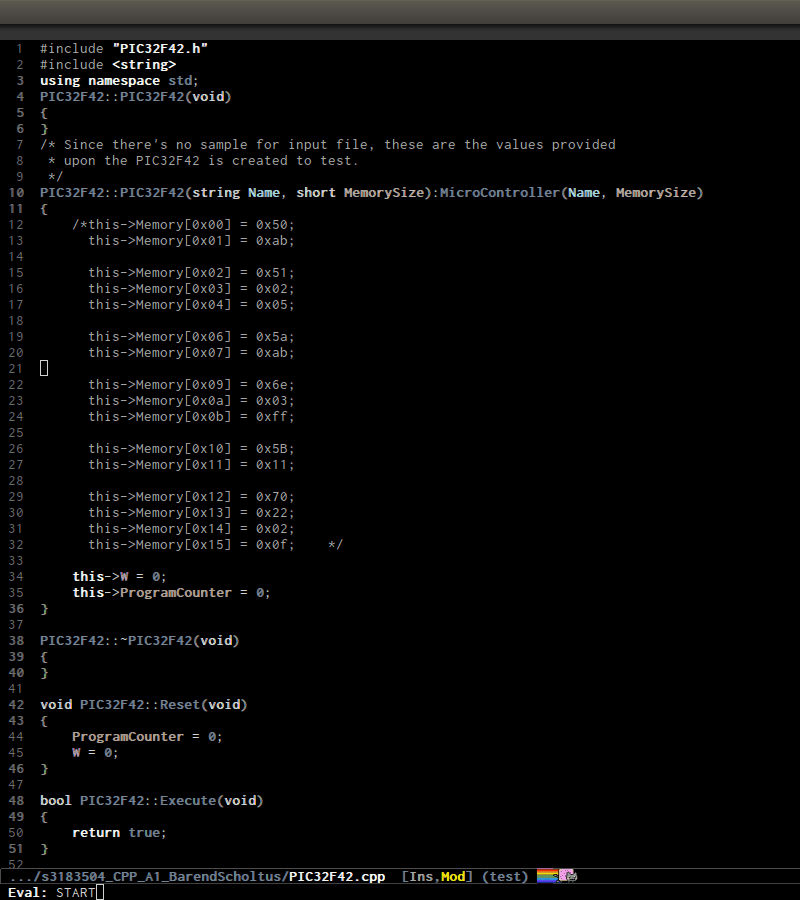 1 #include "PIC32F42.h"
2 #include <string>
3 using namespace std;
4 PIC32F42::PIC32F42(void)
5 {
6 }
7 /* Since there's no sample for input file, these are the values provided
8  * upon the PIC32F42 is created to test.
9  */
10 PIC32F42::PIC32F42(string Name, short MemorySize):MicroController(Name, MemorySize)
11 {
12     /*this->Memory[0x00] = 0x50;
13       this->Memory[0x01] = 0xab;
14
15       this->Memory[0x02] = 0x51;
16       this->Memory[0x03] = 0x02;
17       this->Memory[0x04] = 0x05;
18
19       this->Memory[0x06] = 0x5a;
20       this->Memory[0x07] = 0xab;
21
22       this->Memory[0x09] = 0x6e;
23       this->Memory[0x0a] = 0x03;
24       this->Memory[0x0b] = 0xff;
25
26       this->Memory[0x10] = 0x5B;
27       this->Memory[0x11] = 0x11;
28
29       this->Memory[0x12] = 0x70;
30       this->Memory[0x13] = 0x22;
31       this->Memory[0x14] = 0x02;
32       this->Memory[0x15] = 0x0f;    */
33
34     this->W = 0;
35     this->ProgramCounter = 0;
36 }
37
38 PIC32F42::~PIC32F42(void)
39 {
40 }
41
42 void PIC32F42::Reset(void)
43 {
44     ProgramCounter = 0;
45     W = 0;
46 }
47
48 bool PIC32F42::Execute(void)
49 {
50     return true;
51 }
52
.../s3183504_CPP_A1_BarendScholtus/PIC32F42.cpp  [Ins,Mod] (test)
Eval: START